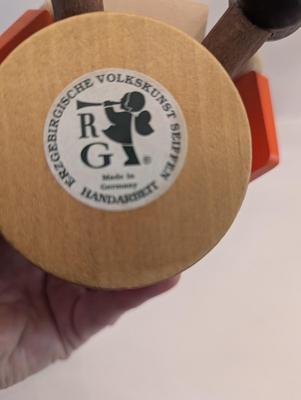 ERZGEBIRGISCHE VOLKSKUNST SEIFFEN
R
G ®
Made in
Germany
HANDARBEIT